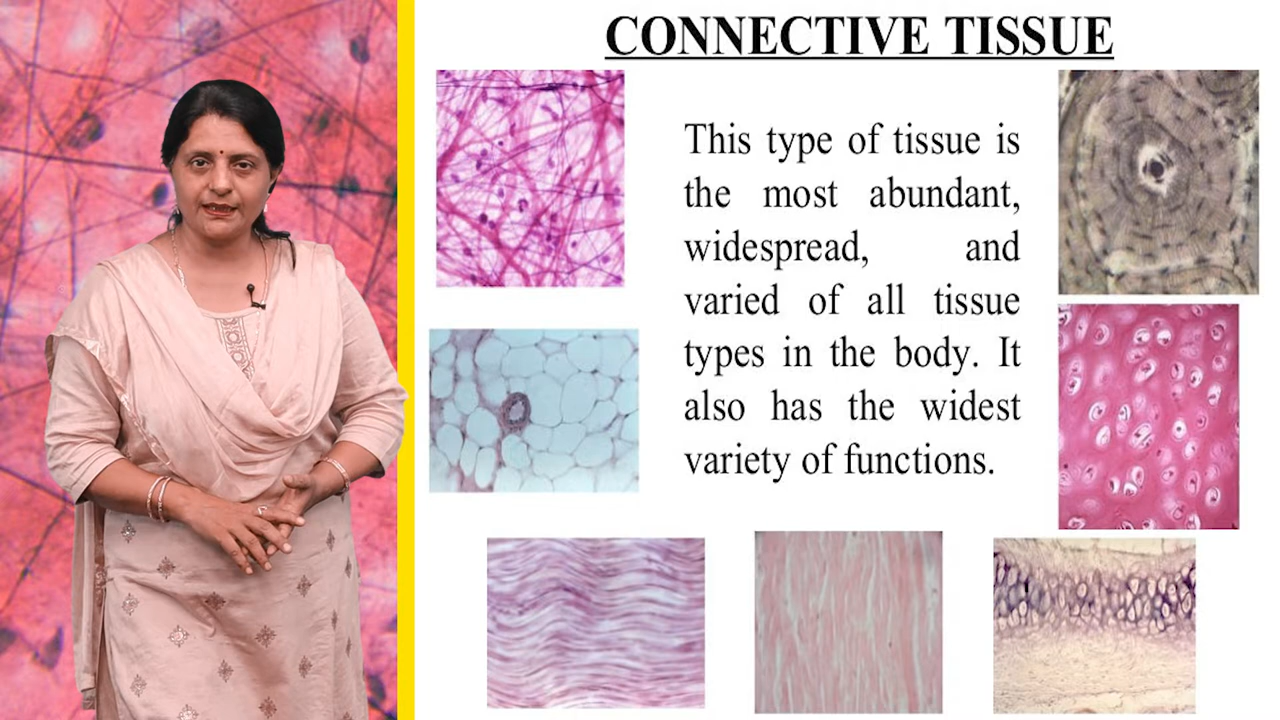 CONNECTIVE TISSUE
This type of tissue is
the most abundant,
widespread, and
varied of all tissue
types in the body. It
also has the widest
variety of functions.